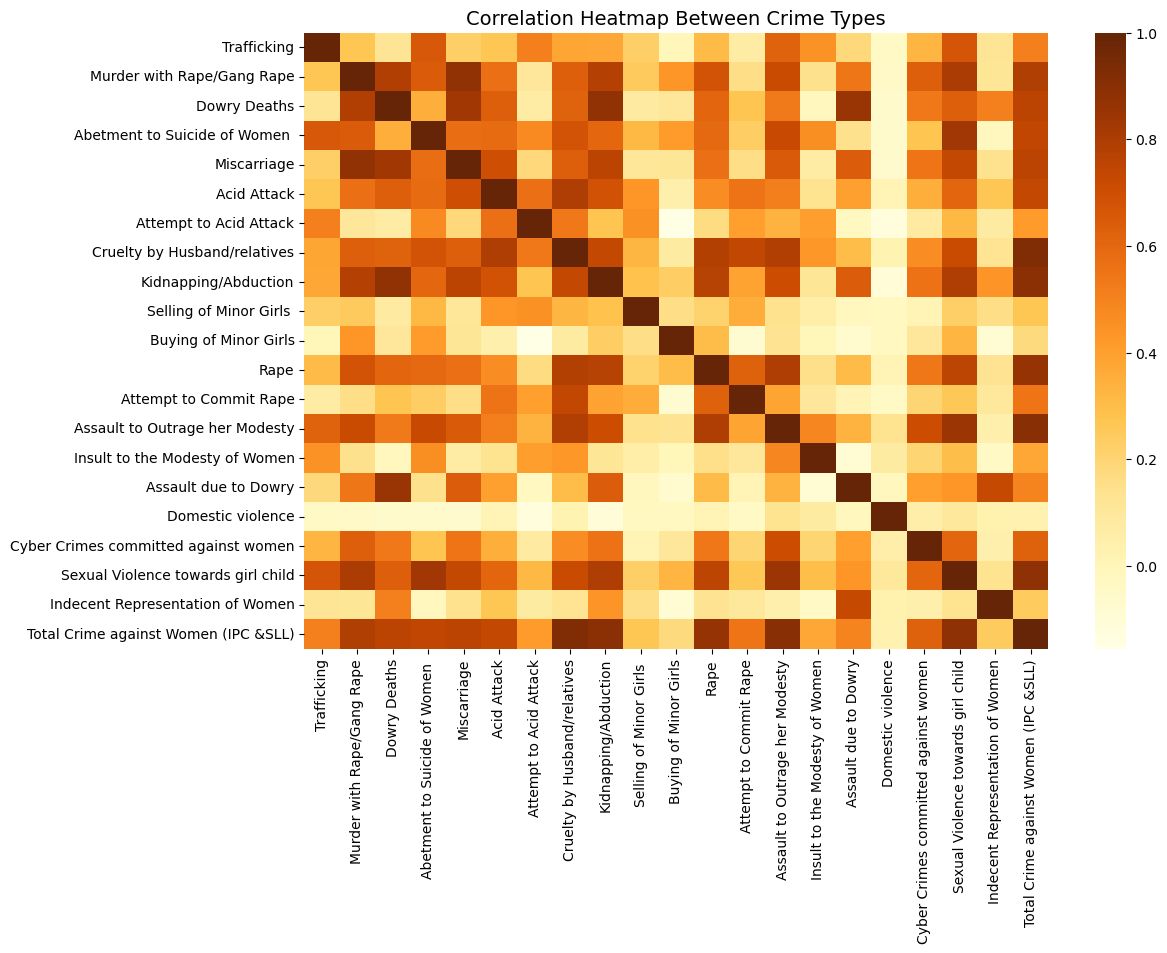 Correlation Heatmap Between Crime Types
Trafficking
Murder with Rape/Gang Rape
Dowry Deaths
Abetment to Suicide of Women
Miscarriage
Acid Attack
Attempt to Acid Attack
Cruelty by Husband/relatives
Kidnapping/Abduction
Selling of Minor Girls
Buying of Minor Girls
Rape
Attempt to Commit Rape
Assault to Outrage her Modesty
Insult to the Modesty of Women
Assault due to Dowry
Domestic violence
Cyber Crimes committed against women
Sexual Violence towards girl child
Indecent Representation of Women
Total Crime against Women (IPC &SLL)
Trafficking
Murder with Rape/Gang Rape
Dowry Deaths
Abetment to Suicide of Women
Miscarriage
Acid Attack
Attempt to Acid Attack
Cruelty by Husband/relatives
Kidnapping/Abduction
Selling of Minor Girls
Buying of Minor Girls
Rape
Attempt to Commit Rape
Assault to Outrage her Modesty
Insult to the Modesty of Women
Assault due to Dowry
Domestic violence
Cyber Crimes committed against women
Sexual Violence towards girl child
Indecent Representation of Women
Total Crime against Women (IPC &SLL)
1.0
0.8
0.6
0.4
0.2
0.0